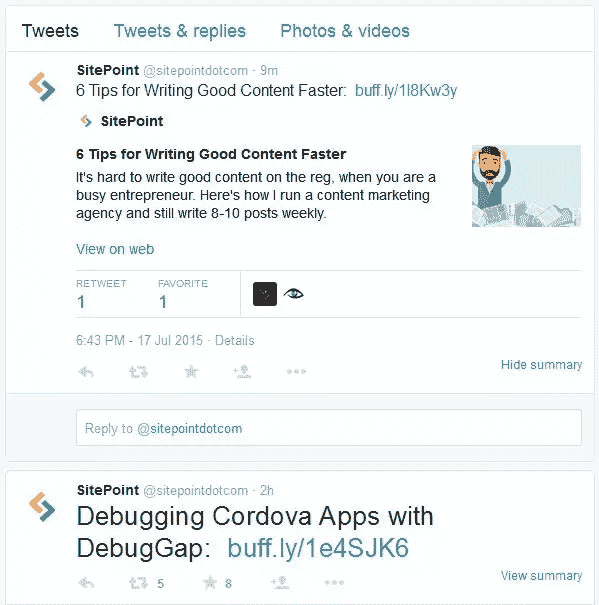 Tweets Tweets & replies Photos & videos
SitePoint @sitepointdotcom · 9m
6 Tips for Writing Good Content Faster: buff.ly/1I8Kw3y
SitePoint
6 Tips for Writing Good Content Faster
It's hard to write good content on the reg, when you are a
busy entrepreneur. Here's how I run a content marketing
agency and still write 8-10 posts weekly.
View on web
RETWEET FAVORITE
1 1
6:43 PM - 17 Jul 2015 · Details
Hide summary
Reply to @sitepointdotcom
SitePoint @sitepointdotcom · 2h
Debugging Cordova Apps with
DebugGap: buff.ly/1e4SJK6
5 8 View summary